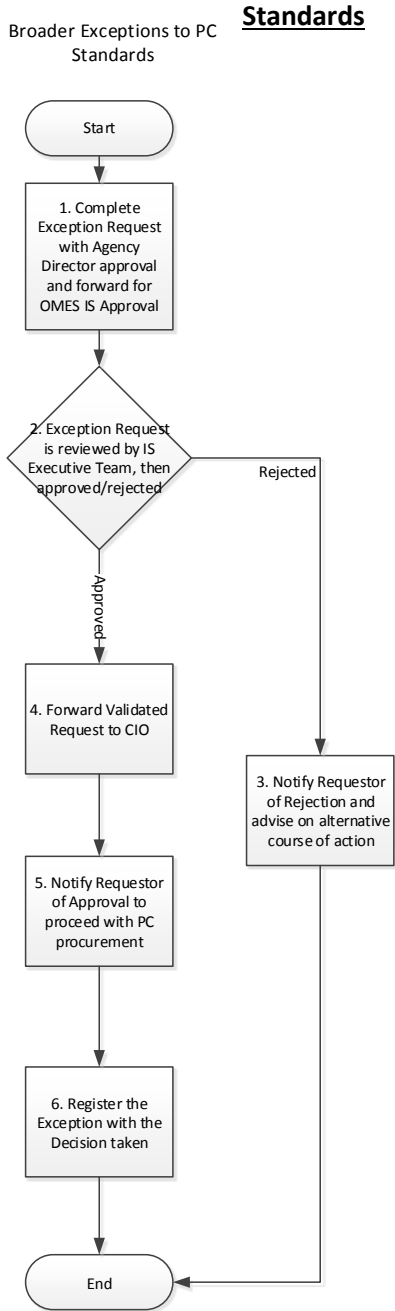 Standards
Broader Exceptions to PC
Standards
Start
1. Complete
Exception Request
with Agency
Director approval
and forward for
OMES IS Approval
2. Exception Request
is reviewed by IS
Executive Team, then
approved/rejected
Rejected
Approved
4. Forward Validated
Request to CIO
3. Notify Requestor
of Rejection and
advise on alternative
course of action
5. Notify Requestor
of Approval to
proceed with PC
procurement
6. Register the
Exception with the
Decision taken
End